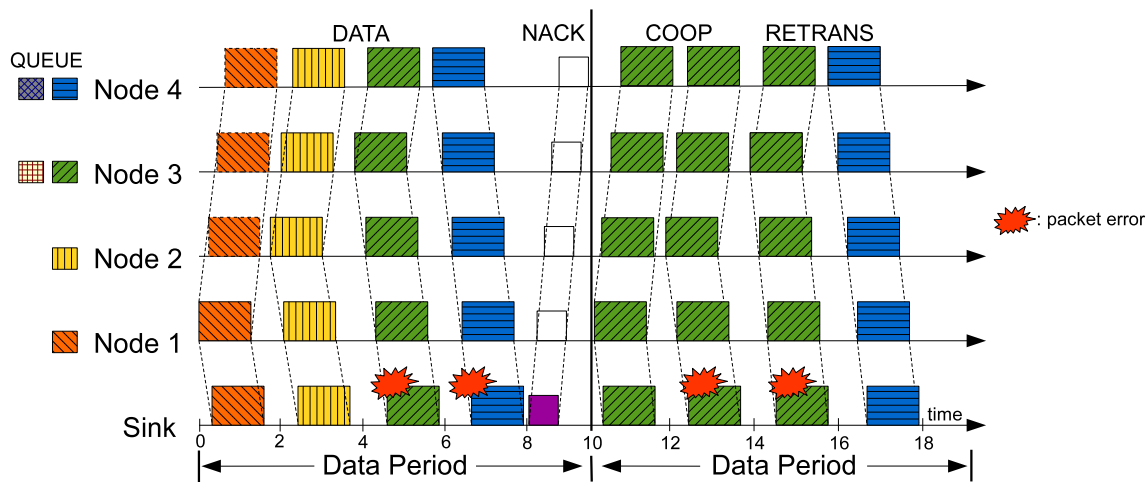 DATA NACK COOP RETRANS
QUEUE
Node 4
Node 3
: packet error
Node 2
Node 1
Sink
time
0 2 4 6 8 10 12 14 16 18
Data Period Data Period